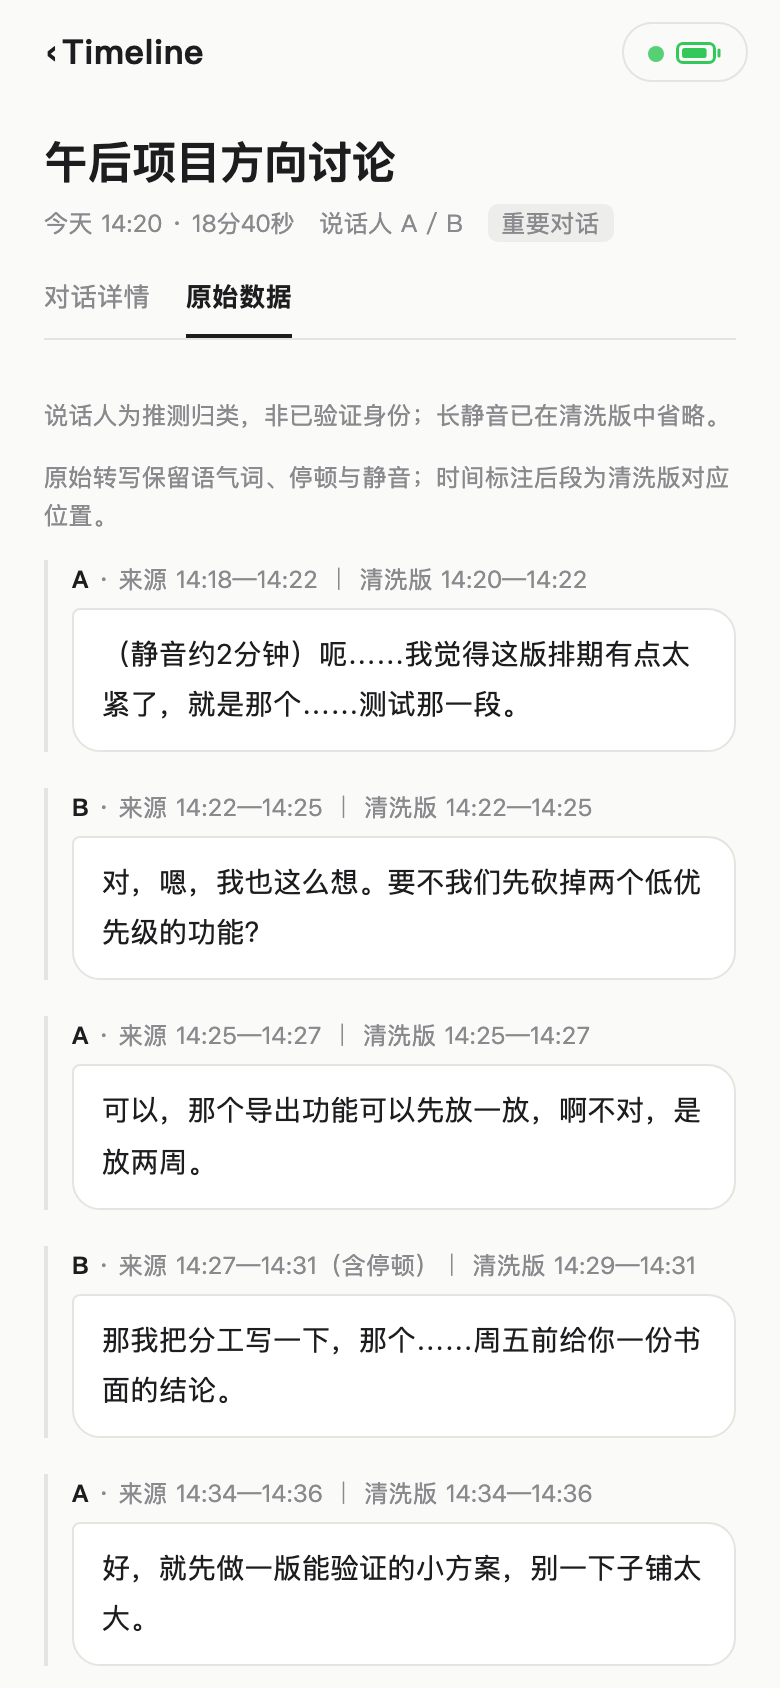 ‹Timeline
午后项目方向讨论
今天 14:20 · 18分40秒 说话人 A / B 重要对话
对话详情 原始数据
说话人为推测归类，非已验证身份；长静音已在清洗版中省略。
原始转写保留语气词、停顿与静音；时间标注后段为清洗版对应
位置。
A · 来源 14:18—14:22 ｜ 清洗版 14:20—14:22
（静音约2分钟）呃……我觉得这版排期有点太
紧了，就是那个……测试那一段。
B · 来源 14:22—14:25 ｜ 清洗版 14:22—14:25
对，嗯，我也这么想。要不我们先砍掉两个低优
先级的功能?
A · 来源 14:25—14:27 ｜ 清洗版 14:25—14:27
可以，那个导出功能可以先放一放，啊不对，是
放两周。
B · 来源 14:27—14:31（含停顿） ｜ 清洗版 14:29—14:31
那我把分工写一下，那个……周五前给你一份书
面的结论。
A · 来源 14:34—14:36 ｜ 清洗版 14:34—14:36
好，就先做一版能验证的小方案，别一下子铺太
大。